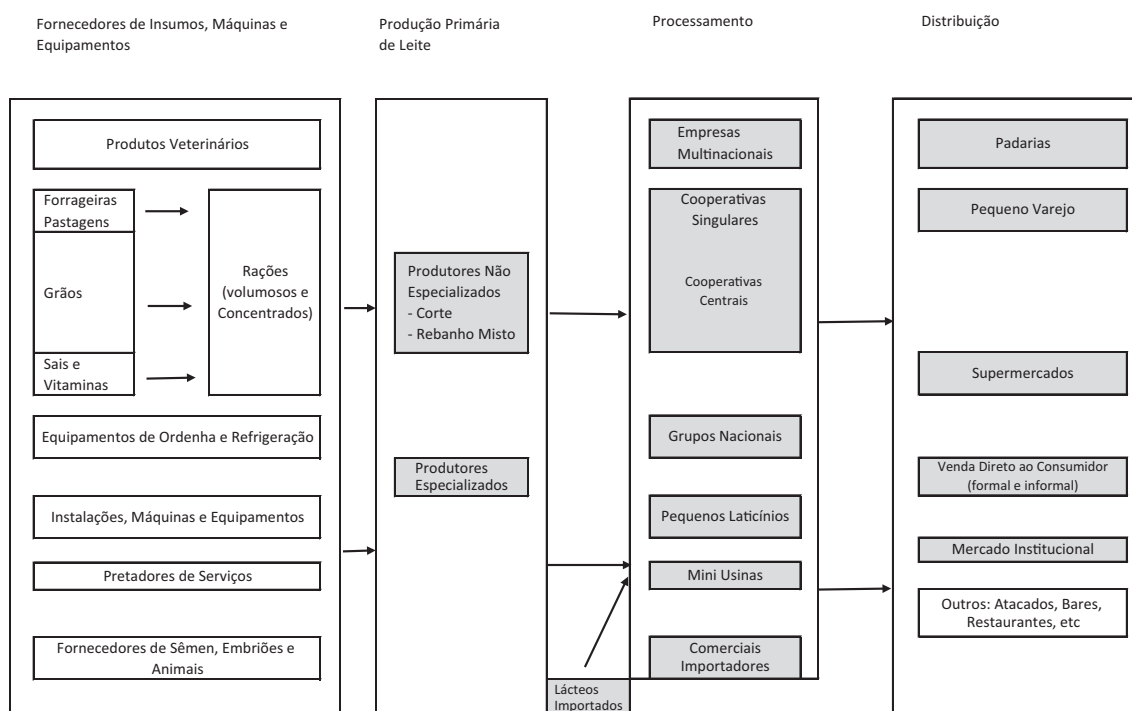 Fornecedores de Insumos, Máquinas e
Equipamentos
Produtos Veterinários
Forrageiras
Pastagens
Grãos
Sais e
Vitaminas
Rações
(volumosos e
Concentrados)
Equipamentos de Ordenha e Refrigeração
Instalações, Máquinas e Equipamentos
Pretadores de Serviços
Fornecedores de Sêmen, Embriões e
Animais
Produção Primária
de Leite
Produtores Não
Especializados
- Corte
- Rebanho Misto
Produtores
Especializados
Lácteos
Importados
Processamento
Empresas
Multinacionais
Cooperativas
Singulares
Cooperativas
Centrais
Grupos Nacionais
Pequenos Laticínios
Mini Usinas
Comerciais
Importadores
Distribuição
Padarias
Pequeno Varejo
Supermercados
Venda Direto ao Consumidor
(formal e informal)
Mercado Institucional
Outros: Atacados, Bares,
Restaurantes, etc